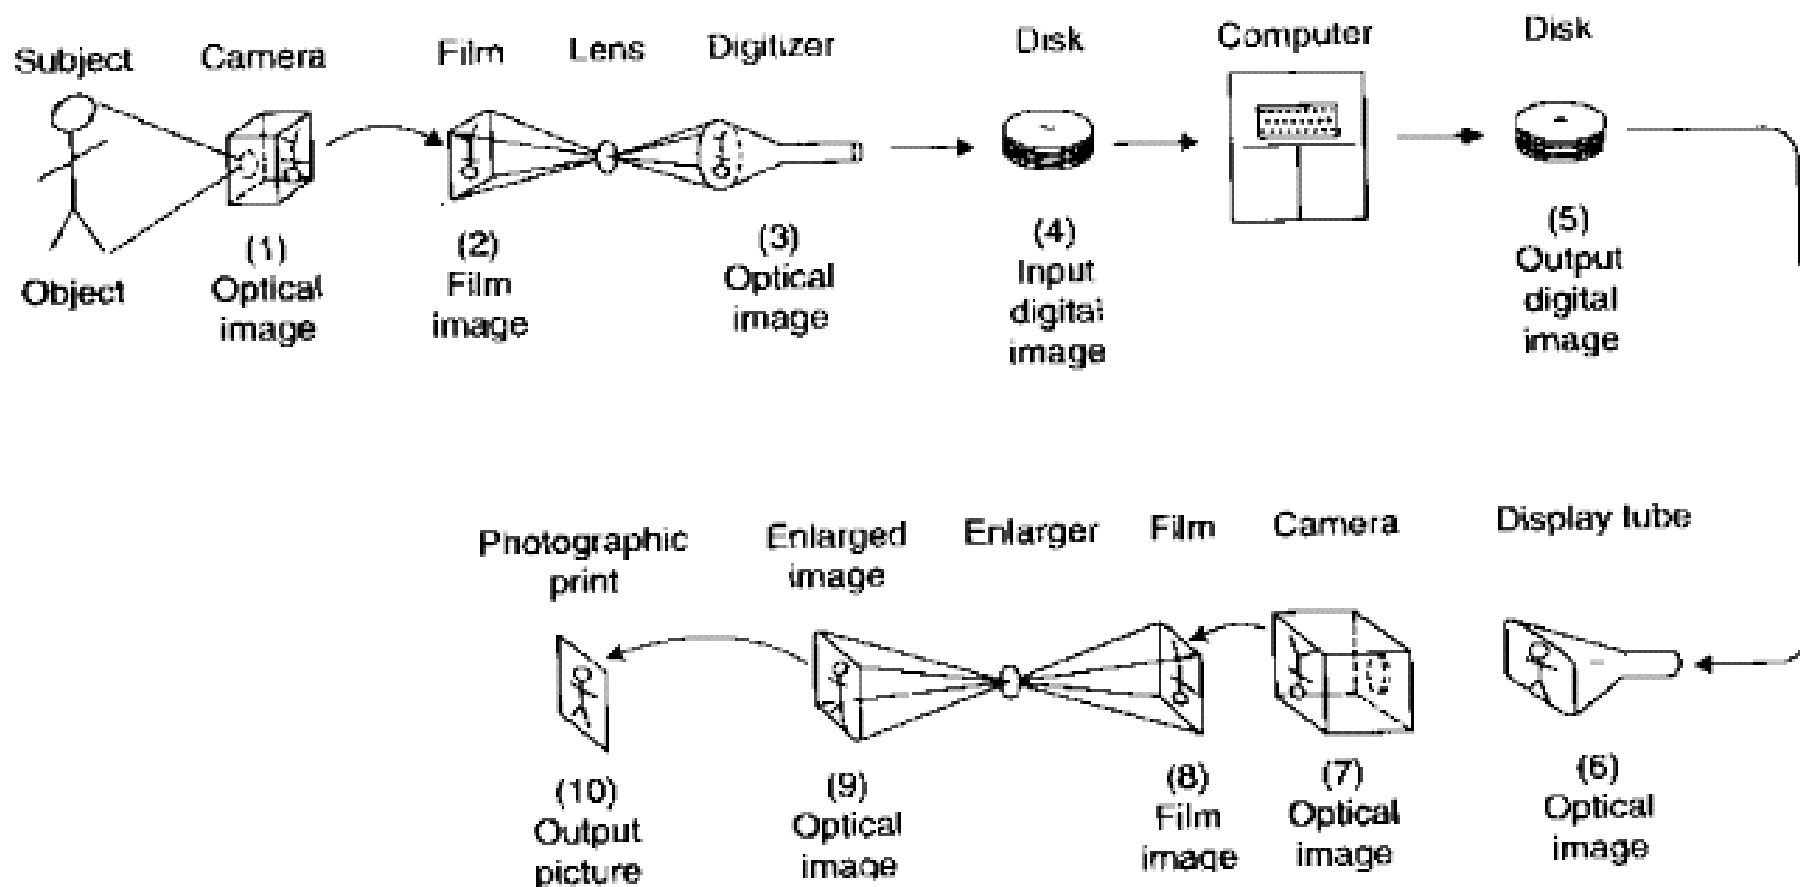 Subject
Camera
Film
Lens
Digitizer
Disk
Computer
Disk
Object
(1)
Optical
image
(2)
Film
image
(3)
Optical
image
(4)
Input
digital
image
(5)
Output
digital
image
Photographic
print
Enlarged
image
Enlarger
Film
Camera
Display tube
(10)
Output
picture
(9)
Optical
image
(8)
Film
image
(7)
Optical
image
(6)
Optical
image